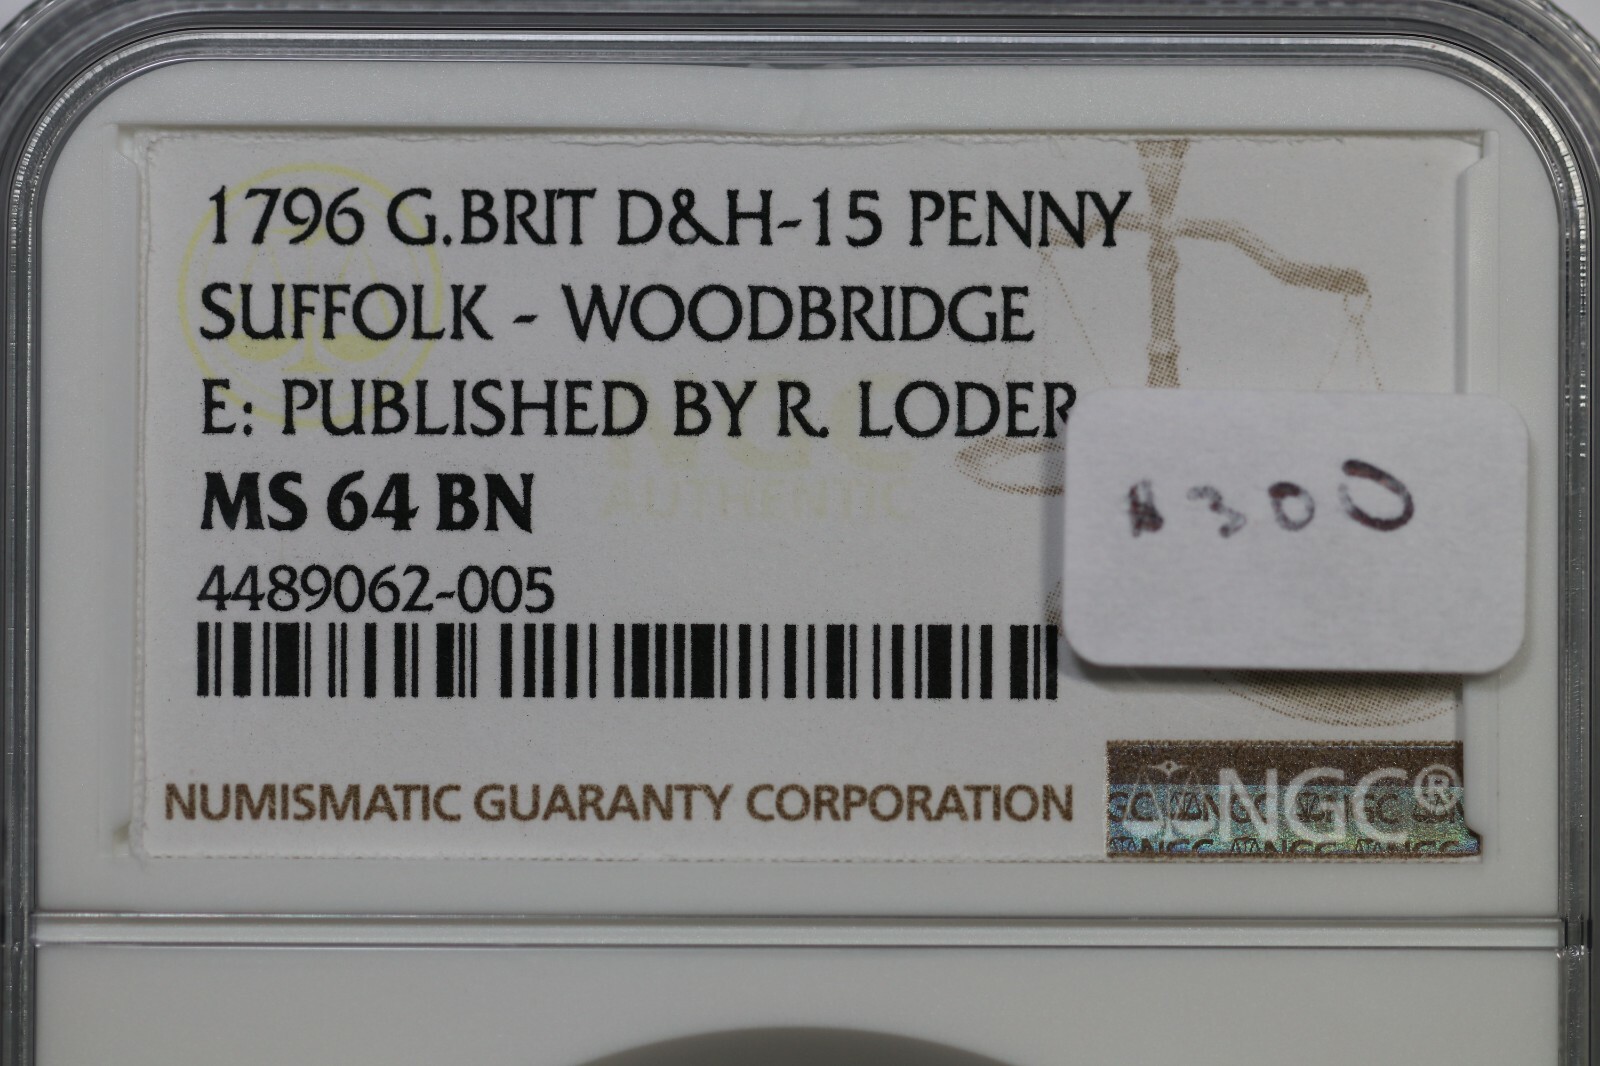 1796 G.BRIT D&H-15 PENNY
SUFFOLK - WOODBRIDGE
E: PUBLISHED BY R. LODER
MS 64 BN
4489062-005
$300
NUMISMATIC GUARANTY CORPORATION
NGC®